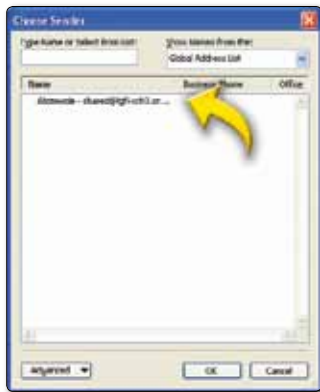 Choose Sender
Type Name or Select from List:
Show Names from the:
Global Address List
Name Business Phone Office
Advanced
OK Cancel